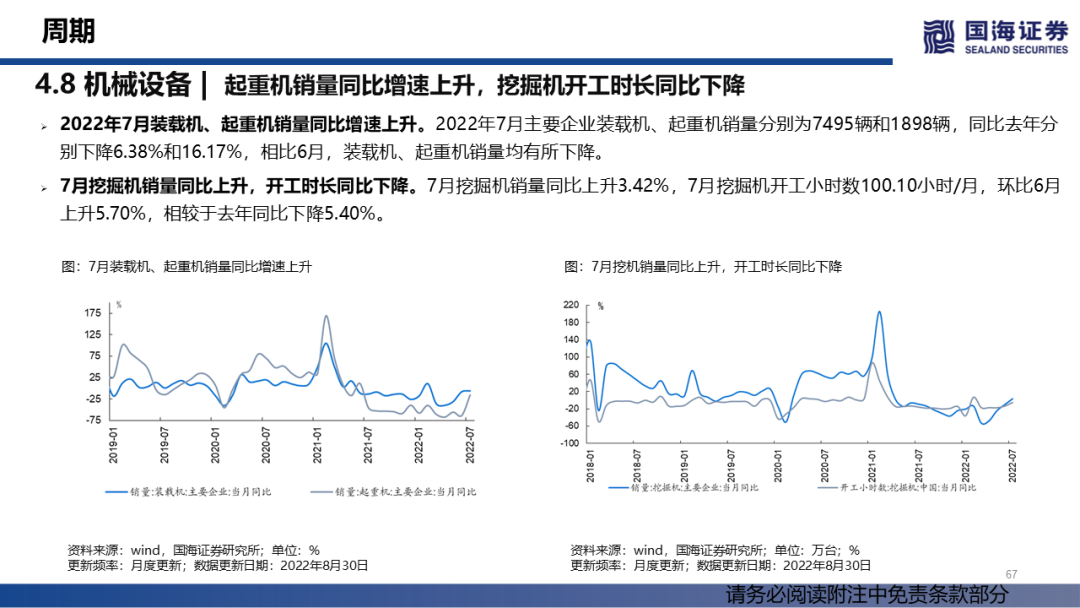 周期
国海证券
SEALAND SECURITIES
4.8 机械设备 | 起重机销量同比增速上升，挖掘机开工时长同比下降
2022年7月装载机、起重机销量同比增速上升。2022年7月主要企业装载机、起重机销量分别为7495辆和1898辆，同比去年分
别下降6.38%和16.17%，相比6月，装载机、起重机销量均有所下降。
7月挖掘机销量同比上升，开工时长同比下降。7月挖掘机销量同比上升3.42%，7月挖掘机开工小时数100.10小时/月，环比6月
上升5.70%，相较于去年同比下降5.40%。
图：7月装载机、起重机销量同比增速上升
%
175
125
75
25
-25
-75
2019-01
2019-07
2020-01
2020-07
2021-01
2021-07
2022-01
2022-07
销量:装载机:主要企业:当月同比
销量:起重机:主要企业:当月同比
资料来源：wind，国海证券研究所；单位：%
更新频率：月度更新；数据更新日期：2022年8月30日
图：7月挖机销量同比上升，开工时长同比下降
%
220
180
140
100
60
20
-20
-60
-100
2018-01
2018-07
2019-01
2019-07
2020-01
2020-07
2021-01
2021-07
2022-01
2022-07
销量:挖掘机:主要企业:当月同比
开工小时数:挖掘机:中国:当月同比
资料来源：wind，国海证券研究所；单位：万台；%
更新频率：月度更新；数据更新日期：2022年8月30日
67
请务必阅读附注中免责条款部分